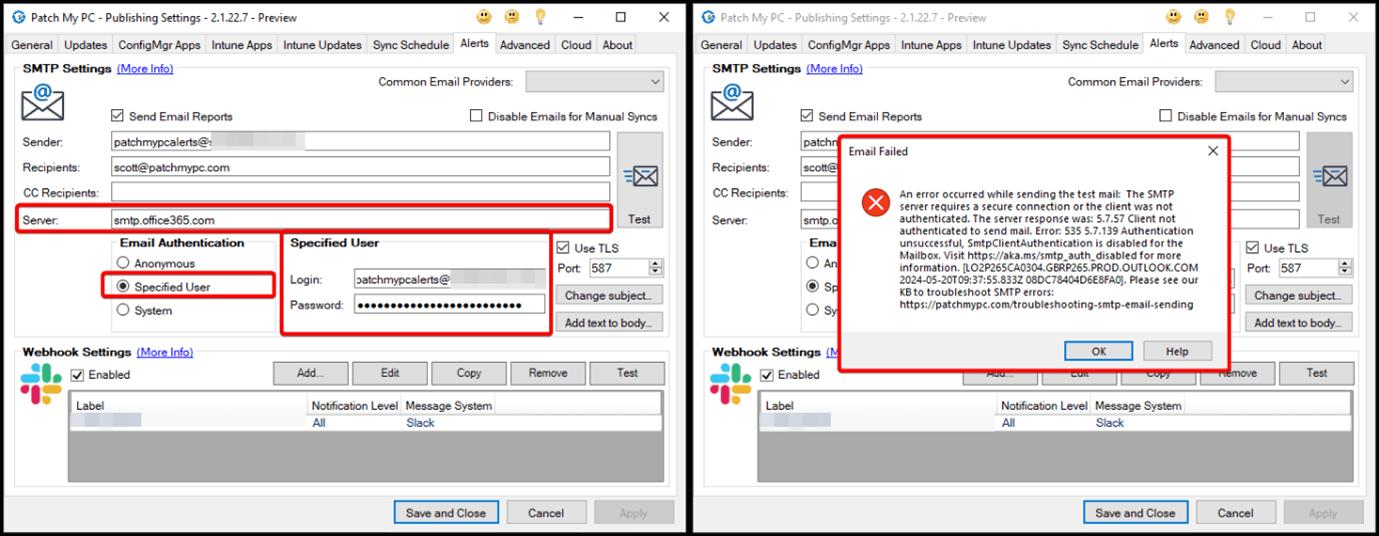 Patch My PC - Publishing Settings - 2.1.22.7 - Preview
General Updates ConfigMgr Apps Intune Apps Intune Updates Sync Schedule Alerts Advanced Cloud About
SMTP Settings (More Info)
Common Email Providers:
Send Email Reports Disable Emails for Manual Syncs
Sender: patchmypcalerts@
Recipients: scott@patchmypc.com
CC Recipients:
Server: smtp.office365.com
Test
Email Authentication
Anonymous
Specified User
System
Specified User
Login: patchmypcalerts@
Password: ••••••••••••••••••••••••
Use TLS
Port: 587
Change subject...
Add text to body...
Webhook Settings (More Info)
Enabled
Add... Edit Copy Remove Test
Label Notification Level Message System
All Slack
Save and Close Cancel Apply
Patch My PC - Publishing Settings - 2.1.22.7 - Preview
General Updates ConfigMgr Apps Intune Apps Intune Updates Sync Schedule Alerts Advanced Cloud About
SMTP Settings (More Info)
Common Email Providers:
Send Email Reports Disable Emails for Manual Syncs
Sender: patchm
Recipients: scott@
CC Recipients:
Server: smtp.o
Test
Email Failed
An error occurred while sending the test mail: The SMTP
server requires a secure connection or the client was not
authenticated. The server response was: 5.7.57 Client not
authenticated to send mail. Error: 535 5.7.139 Authentication
unsuccessful, SmtpClientAuthentication is disabled for the
Mailbox. Visit https://aka.ms/smtp_auth_disabled for more
information. [LO2P265CA0304.GBRP265.PROD.OUTLOOK.COM
2024-05-20T09:37:55.833Z 08DC78404D6E8FA0]. Please see our
KB to troubleshoot SMTP errors:
https://patchmypc.com/troubleshooting-smtp-email-sending
OK Help
Ema
An
Sp
Sy
Use TLS
Port: 587
Change subject...
Add text to body...
Webhook Settings (M
Enabled
Add... Edit Copy Remove Test
Label Notification Level Message System
All Slack
Save and Close Cancel Apply